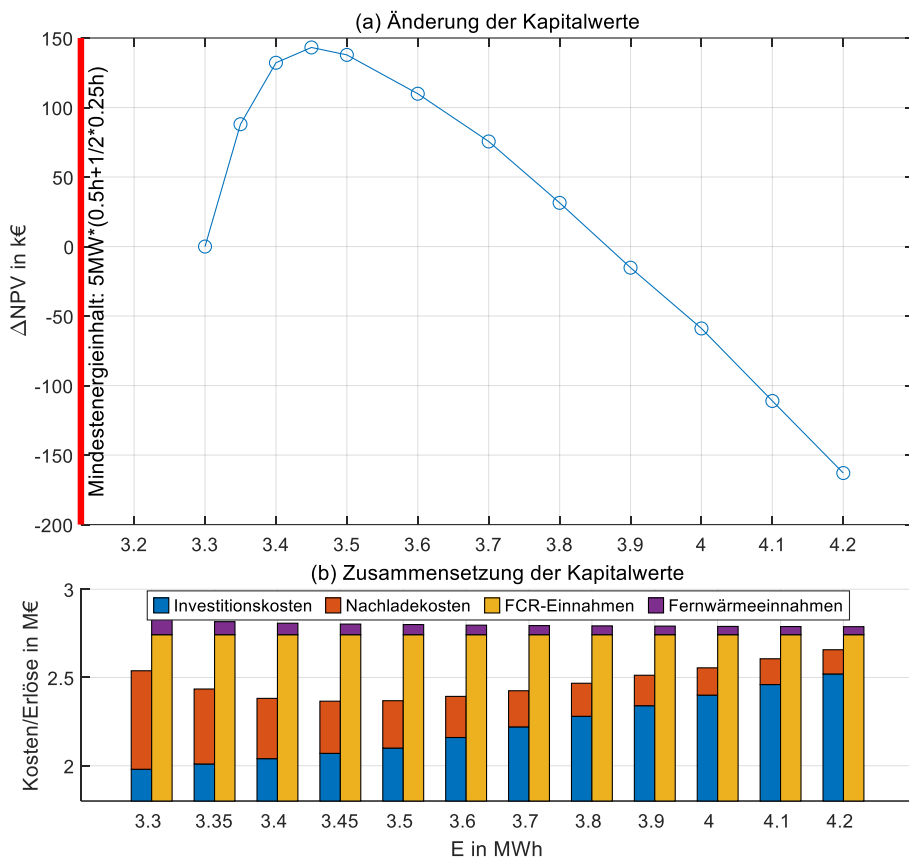 (a) Änderung der Kapitalwerte
150
100
50
0
-50
-100
-150
-200
ΔNPV in k€
Mindestenergieeinhalt: 5MW*(0.5h+1/2*0.25h)
3.2 3.3 3.4 3.5 3.6 3.7 3.8 3.9 4 4.1 4.2
(b) Zusammensetzung der Kapitalwerte
3
2.5
2
Kosten/Erlöse in M€
Investitionskosten Nachladekosten FCR-Einnahmen Fernwärmeeinnahmen
3.3 3.35 3.4 3.45 3.5 3.6 3.7 3.8 3.9 4 4.1 4.2
E in MWh